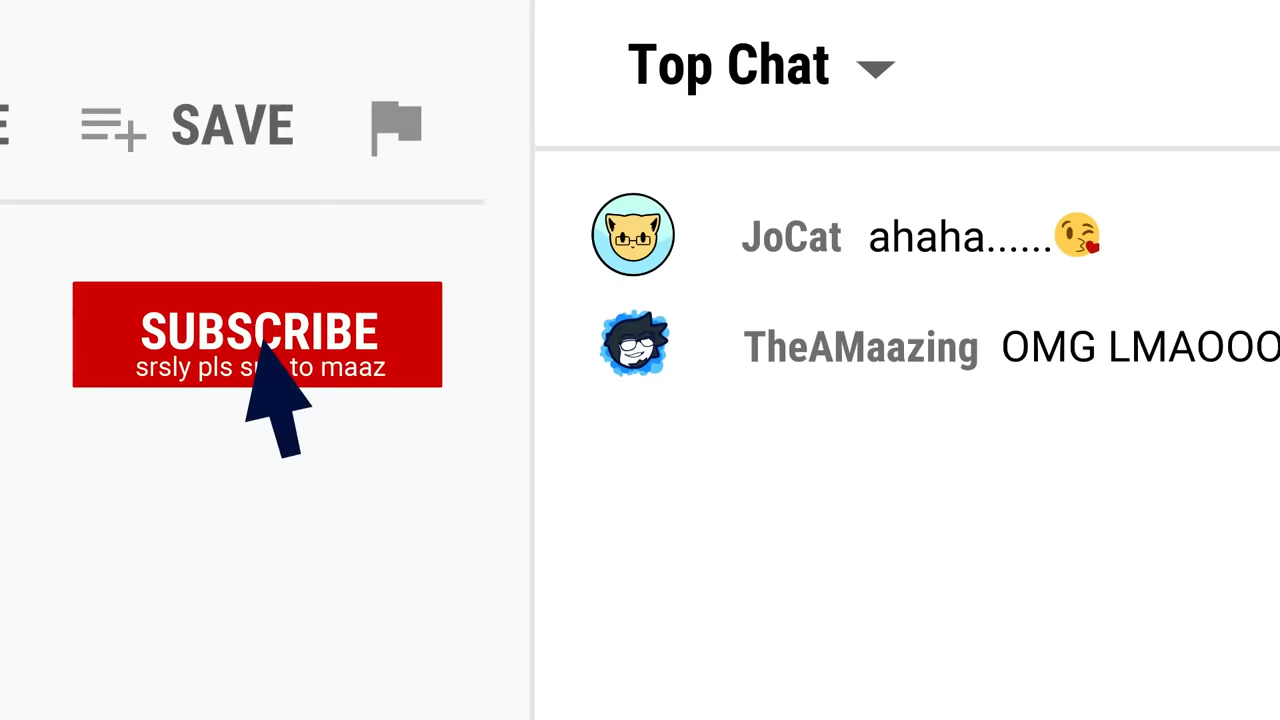 Top Chat
E SAVE
JoCat ahaha......😘
SUBSCRIBE
srsly pls to maaz
TheAMaazing OMG LMAOOO